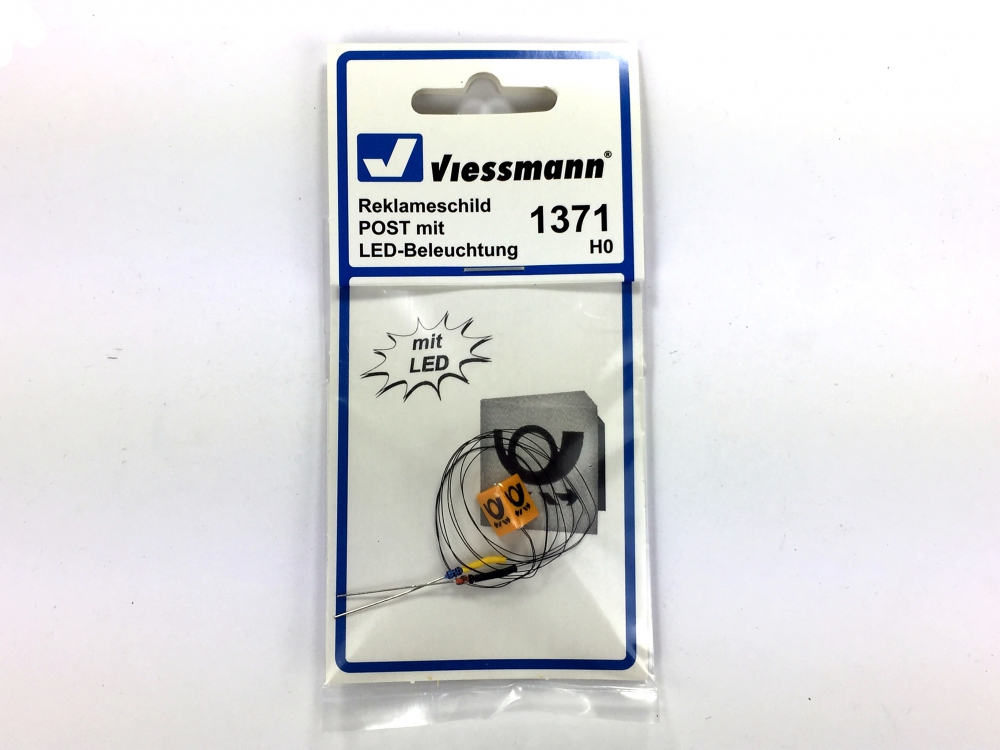 Viessmann®
Reklameschild
POST mit
LED-Beleuchtung
1371
H0
mit
LED